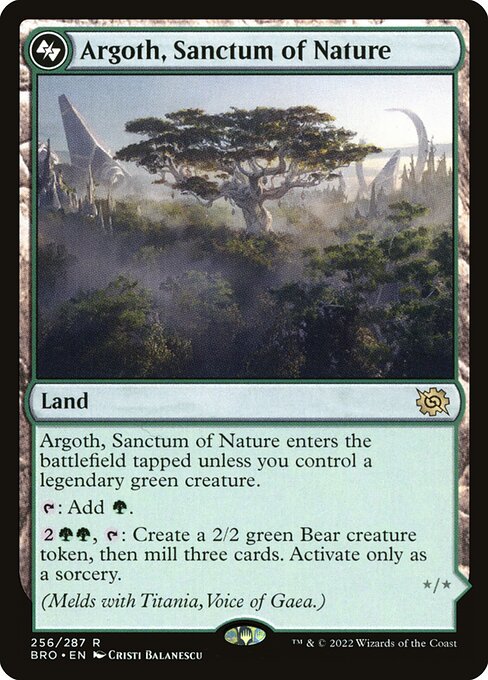 Argoth, Sanctum of Nature
Land
Argoth, Sanctum of Nature enters the
battlefield tapped unless you control a
legendary green creature.
: Add .
2, : Create a 2/2 green Bear creature
token, then mill three cards. Activate only as
a sorcery.
*/*
(Melds with Titania, Voice of Gaea.)
256/287 R
BRO • EN Cristi Balanescu
™ & © 2022 Wizards of the Coast